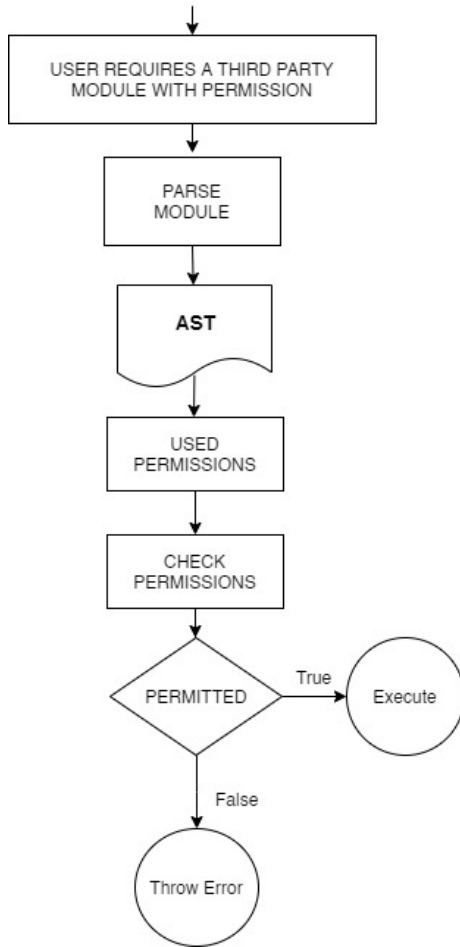 USER REQUIRES A THIRD PARTY
MODULE WITH PERMISSION
PARSE
MODULE
AST
USED
PERMISSIONS
CHECK
PERMISSIONS
PERMITTED
True
Execute
False
Throw Error